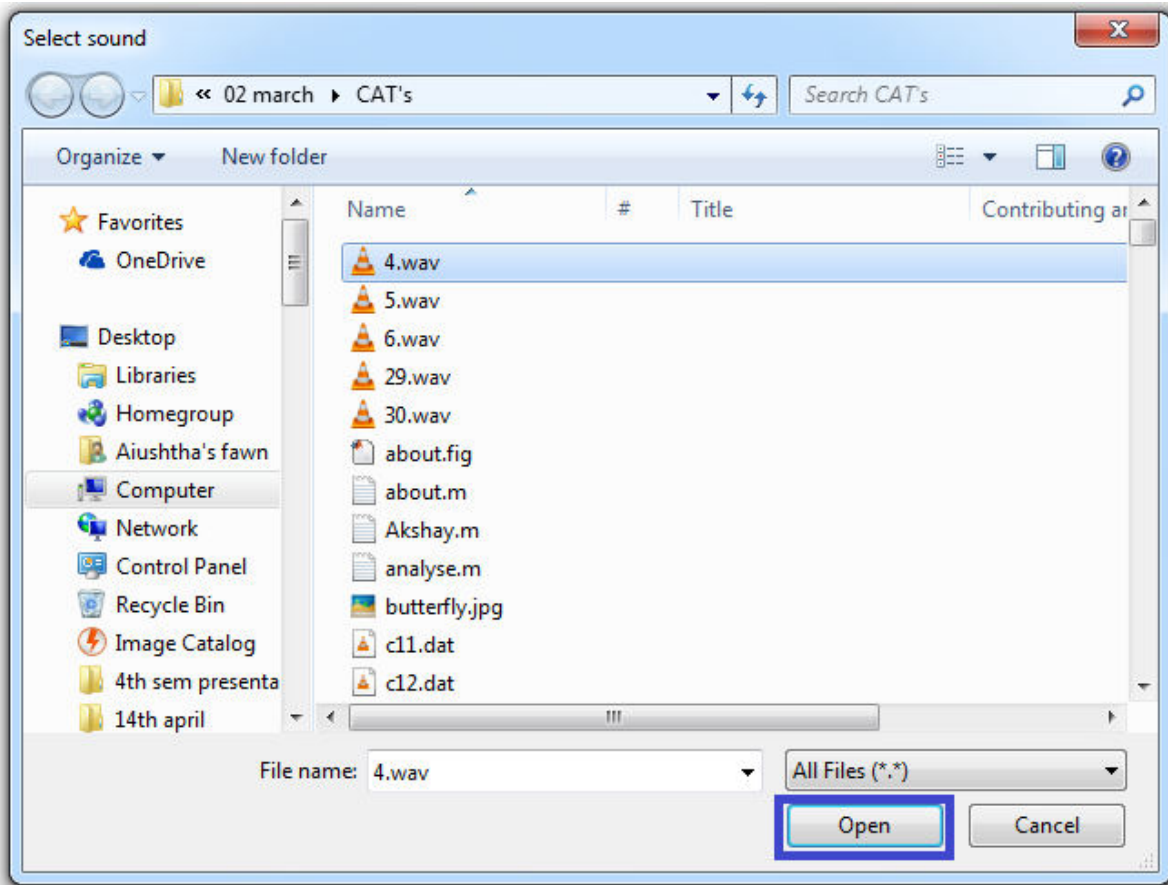 Select sound
« 02 march ▸ CAT's
Search CAT's
Organize
New folder
Favorites
OneDrive
Desktop
Libraries
Homegroup
Aiushtha's fawn
Computer
Network
Control Panel
Recycle Bin
Image Catalog
4th sem presenta
14th april
Name # Title Contributing ar
4.wav
5.wav
6.wav
29.wav
30.wav
about.fig
about.m
Akshay.m
analyse.m
butterfly.jpg
c11.dat
c12.dat
File name: 4.wav
All Files (*.*)
Open
Cancel